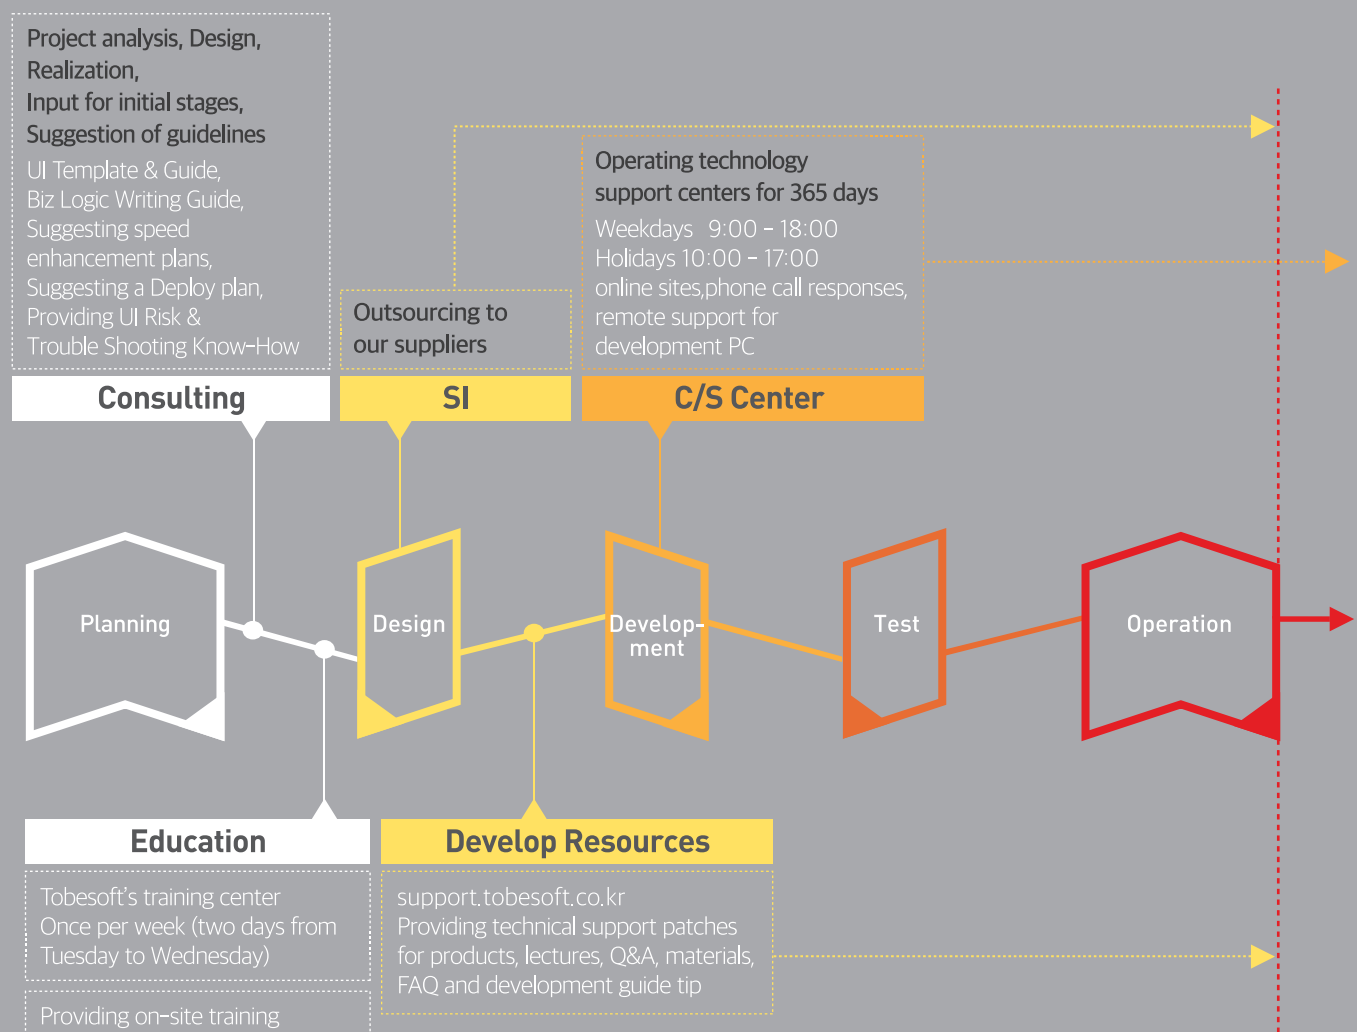 Project analysis, Design,
Realization,
Input for initial stages,
Suggestion of guidelines
UI Template & Guide,
Biz Logic Writing Guide,
Suggesting speed
enhancement plans,
Suggesting a Deploy plan,
Providing UI Risk &
Trouble Shooting Know-How
Consulting
Outsourcing to
our suppliers
SI
Operating technology
support centers for 365 days
Weekdays 9:00 - 18:00
Holidays 10:00 - 17:00
online sites,phone call responses,
remote support for
development PC
C/S Center
Planning
Design
Develop-
ment
Test
Operation
Education
Tobesoft's training center
Once per week (two days from
Tuesday to Wednesday)
Providing on-site training
Develop Resources
support.tobesoft.co.kr
Providing technical support patches
for products, lectures, Q&A, materials,
FAQ and development guide tip